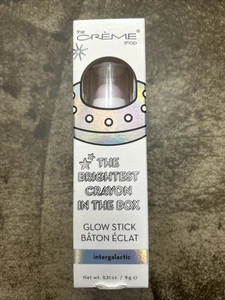 the
CRÈME®
shop
THE
BRIGHTEST
CRAYON
IN THE BOX
GLOW STICK
BÂTON ÉCLAT
intergalactic
Net wt. 0.31 oz. / 9 g e